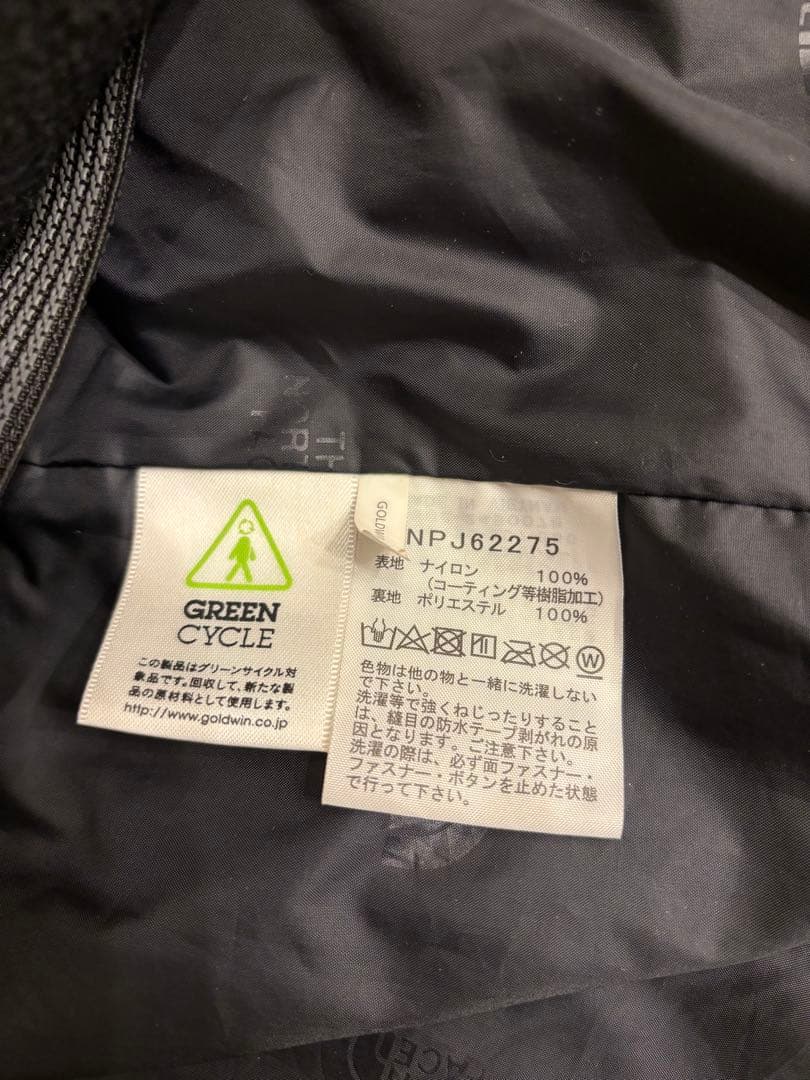 TH
NORT
GREEN
CYCLE
この製品はグリーンサイクル対
象品です。回収して、新たな製
品の原材料として使用します。
http://www.goldwin.co.jp
GOLDW
NPJ62275
表地 ナイロン 100%
(コーティング等樹脂加工)
裏地 ポリエステル 100%
W
色物は他の物と一緒に洗濯しない
で下さい。
洗濯等で強くねじったりすること
は、縫目の防水テープ剥がれの原
因となります。ご注意下さい。
洗濯の際は、必ず面ファスナー・
ファスナー・ボタンを止めた状態
で行って下さい。
FACE